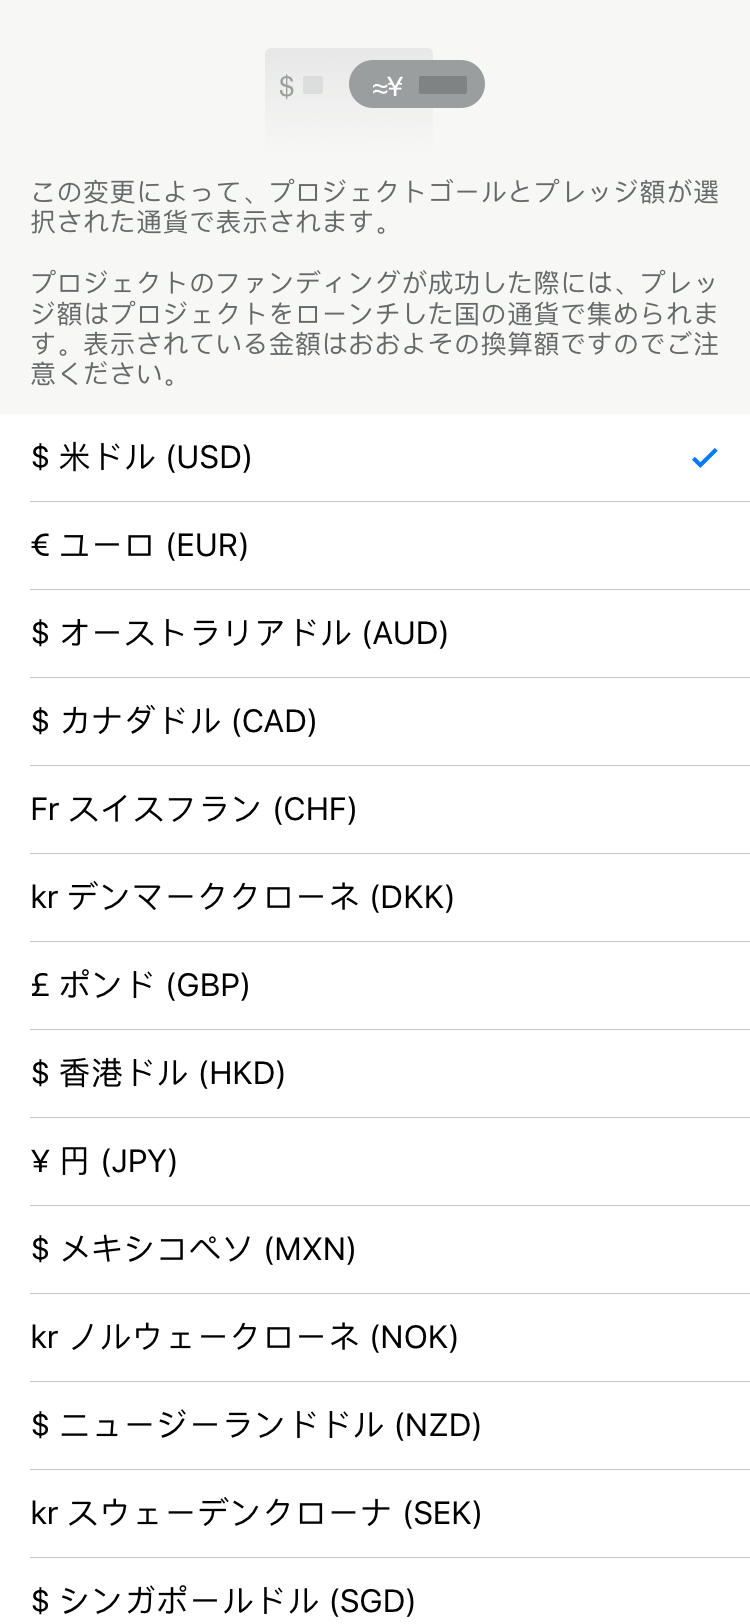 $ ≈¥
この変更によって、プロジェクトゴールとプレッジ額が選
択された通貨で表示されます。
プロジェクトのファンディングが成功した際には、プレッ
ジ額はプロジェクトをローンチした国の通貨で集められま
す。表示されている金額はおおよその換算額ですのでご注
意ください。
$ 米ドル (USD)
€ ユーロ (EUR)
$ オーストラリアドル (AUD)
$ カナダドル (CAD)
Fr スイスフラン (CHF)
kr デンマーククローネ (DKK)
£ ポンド (GBP)
$ 香港ドル (HKD)
¥ 円 (JPY)
$ メキシコペソ (MXN)
kr ノルウェークローネ (NOK)
$ ニュージーランドドル (NZD)
kr スウェーデンクローナ (SEK)
$ シンガポールドル (SGD)